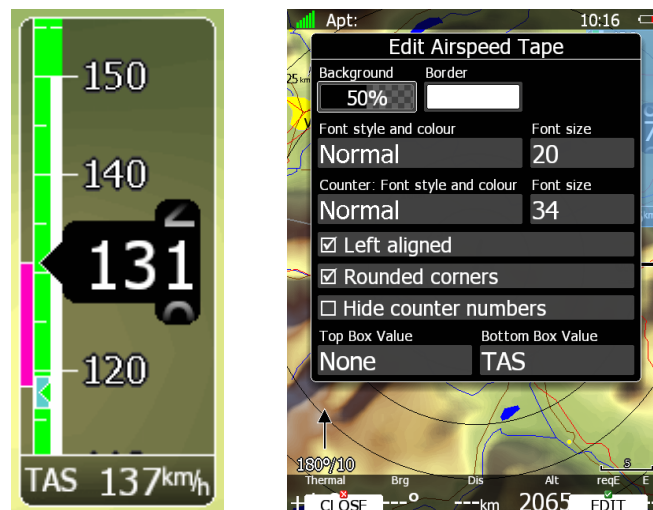 150
140
131
120
TAS 137km/h
Apt: 10:16
25 km
Edit Airspeed Tape
Background Border
50%
Font style and colour Font size
Normal 20
Counter: Font style and colour Font size
Normal 34
Left aligned
Rounded corners
Hide counter numbers
Top Box Value Bottom Box Value
None TAS
180°/10
5
Thermal Brg Dis Alt reqE E
---° ---km 2065
CLOSE EDIT